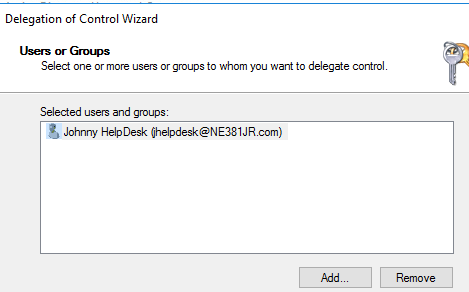 Delegation of Control Wizard
Users or Groups
Select one or more users or groups to whom you want to delegate control.
Selected users and groups:
Johnny HelpDesk (jhelpdesk@NE381JR.com)
Add...
Remove